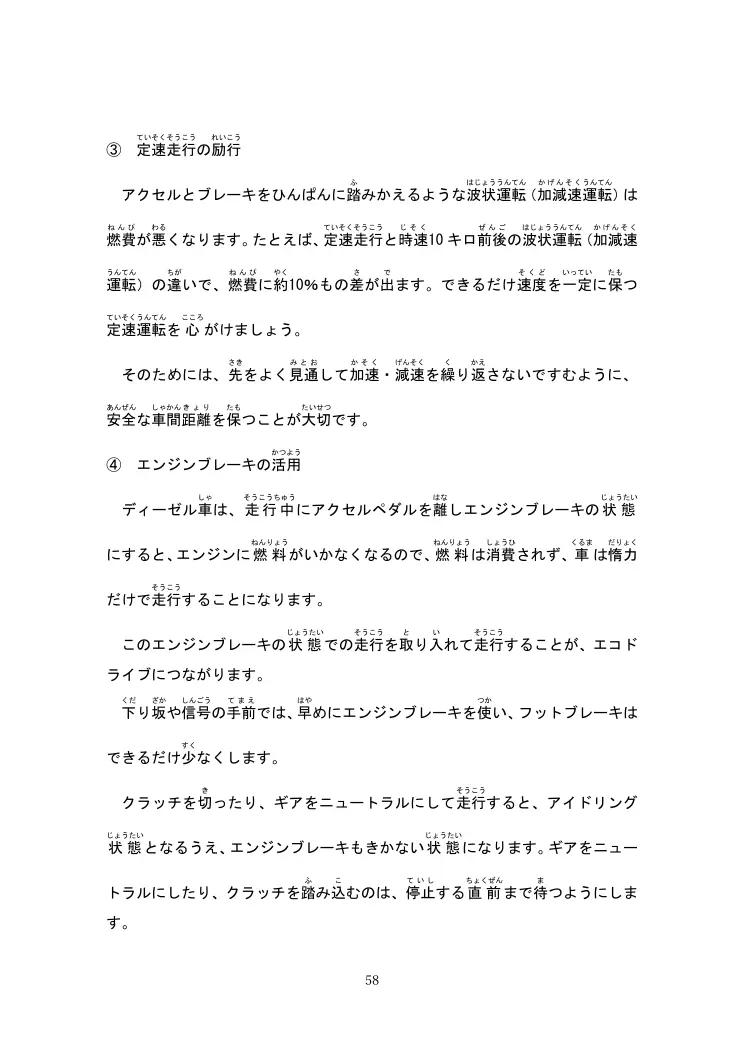 ③　定速走行の励行
アクセルとブレーキをひんぱんに踏みかえるような波状運転（加減速運転）は
燃費が悪くなります。たとえば、定速走行と時速10キロ前後の波状運転（加減速
運転）の違いで、燃費に約10％もの差が出ます。できるだけ速度を一定に保つ
定速運転を心がけましょう。
そのためには、先をよく見通して加速・減速を繰り返さないですむように、
安全な車間距離を保つことが大切です。
④　エンジンブレーキの活用
ディーゼル車は、走行中にアクセルペダルを離しエンジンブレーキの状態
にすると、エンジンに燃料がいかなくなるので、燃料は消費されず、車は惰力
だけで走行することになります。
このエンジンブレーキの状態での走行を取り入れて走行することが、エコド
ライブにつながります。
下り坂や信号の手前では、早めにエンジンブレーキを使い、フットブレーキは
できるだけ少なくします。
クラッチを切ったり、ギアをニュートラルにして走行すると、アイドリング
状態となるうえ、エンジンブレーキもきかない状態になります。ギアをニュー
トラルにしたり、クラッチを踏み込むのは、停止する直前まで待つようにしま
す。
58